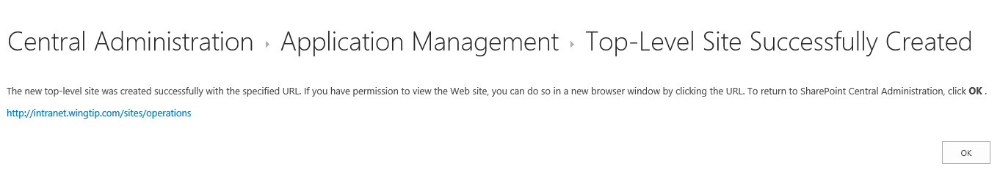 Central Administration ▸ Application Management ▸ Top-Level Site Successfully Created
The new top-level site was created successfully with the specified URL. If you have permission to view the Web site, you can do so in a new browser window by clicking the URL. To return to SharePoint Central Administration, click OK .
http://intranet.wingtip.com/sites/operations
OK